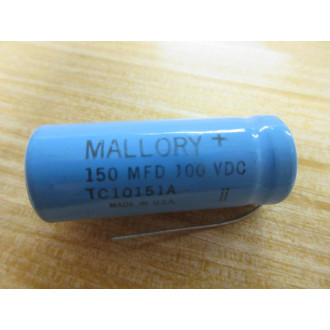 MALLORY +
150 MFD 100 VDC
TC10151A
MADE IN U.S.A.